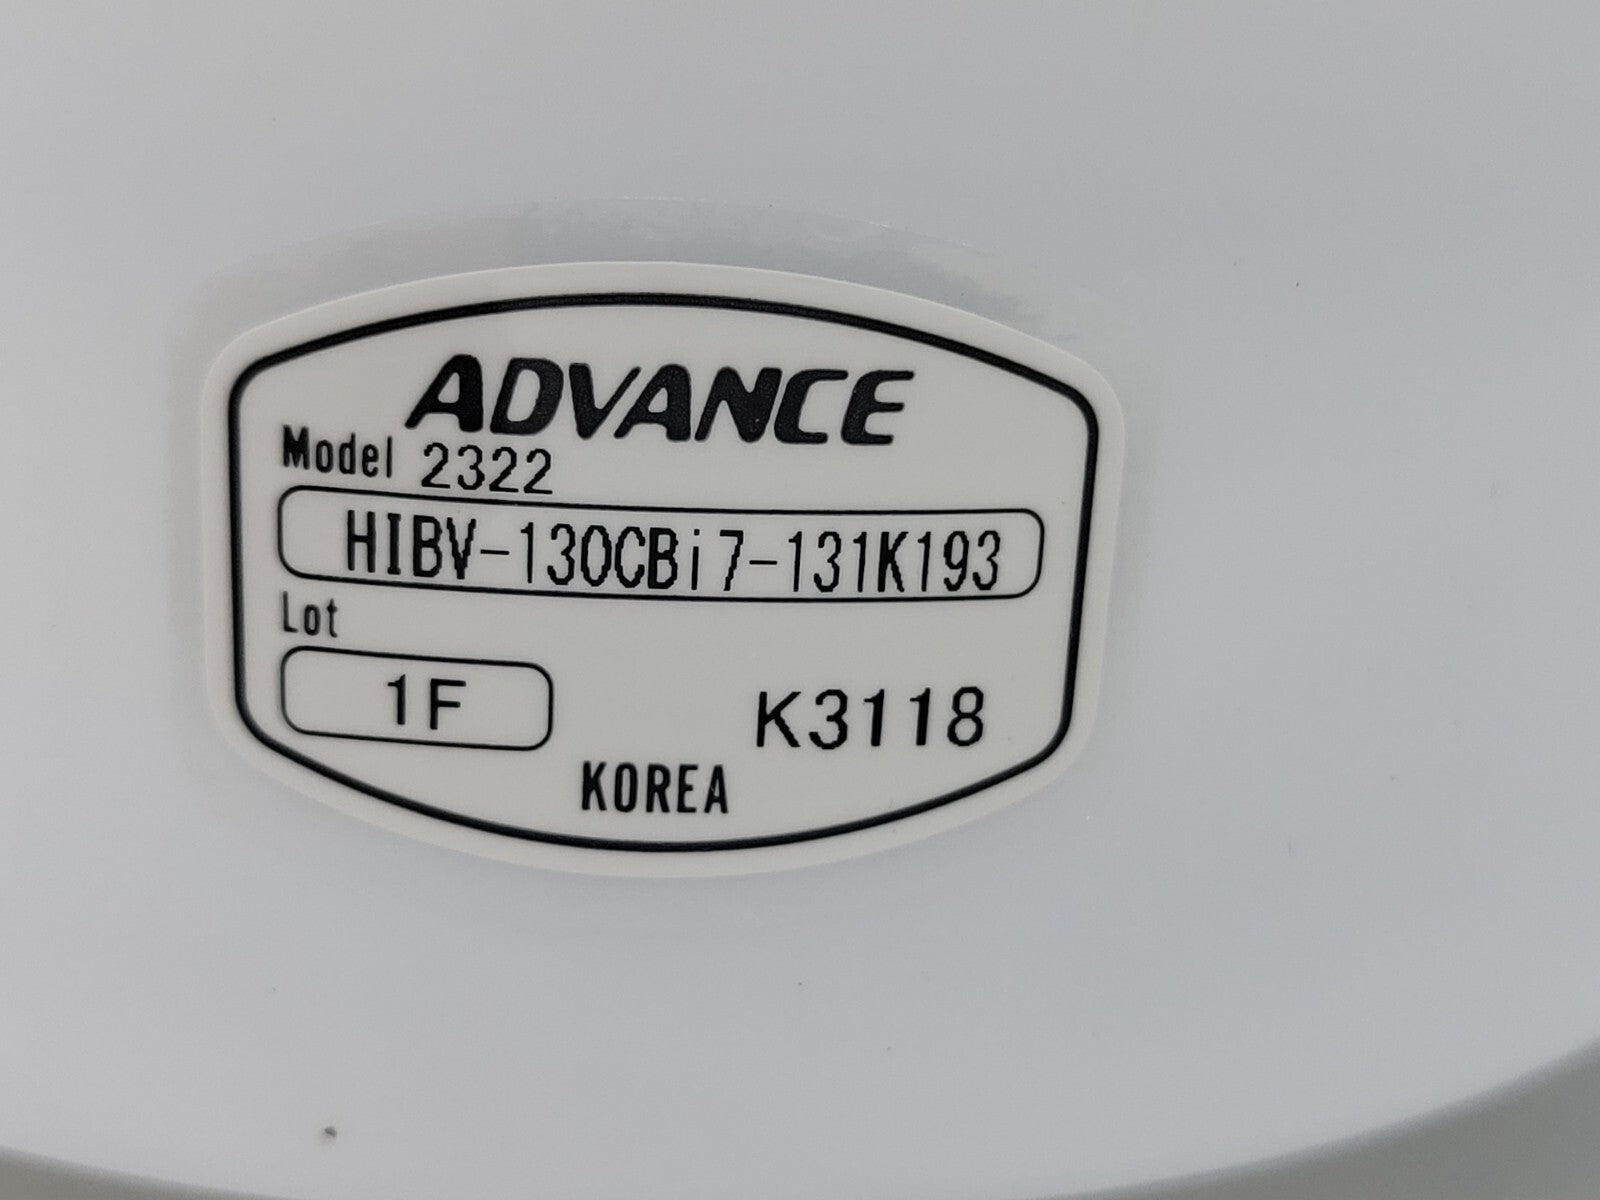 ADVANCE
Model 2322
HIBV-130CBi7-131K193
Lot
1F K3118
KOREA